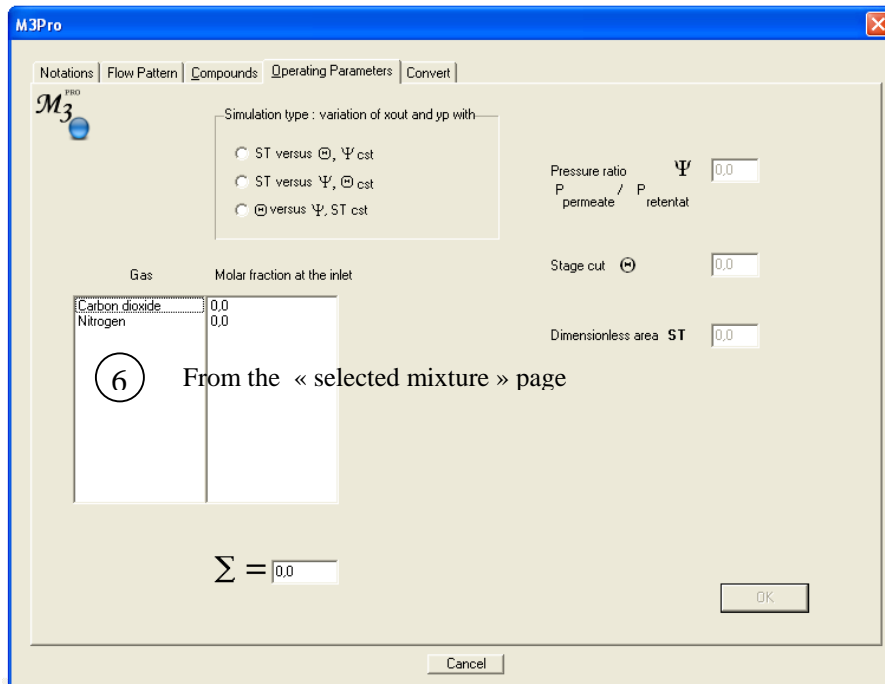 M3Pro
Notations Flow Pattern Compounds Operating Parameters Convert
M3 PRO
Simulation type : variation of xout and yp with
ST versus Θ, Ψ cst
ST versus Ψ, Θ cst
Θ versus Ψ, ST cst
Pressure ratio Ψ 0,0
P permeate / P retentat
Stage cut Θ 0,0
Dimensionless area ST 0,0
Gas Molar fraction at the inlet
Carbon dioxide 0,0
Nitrogen 0,0
6 From the « selected mixture » page
Σ = 0,0
OK
Cancel